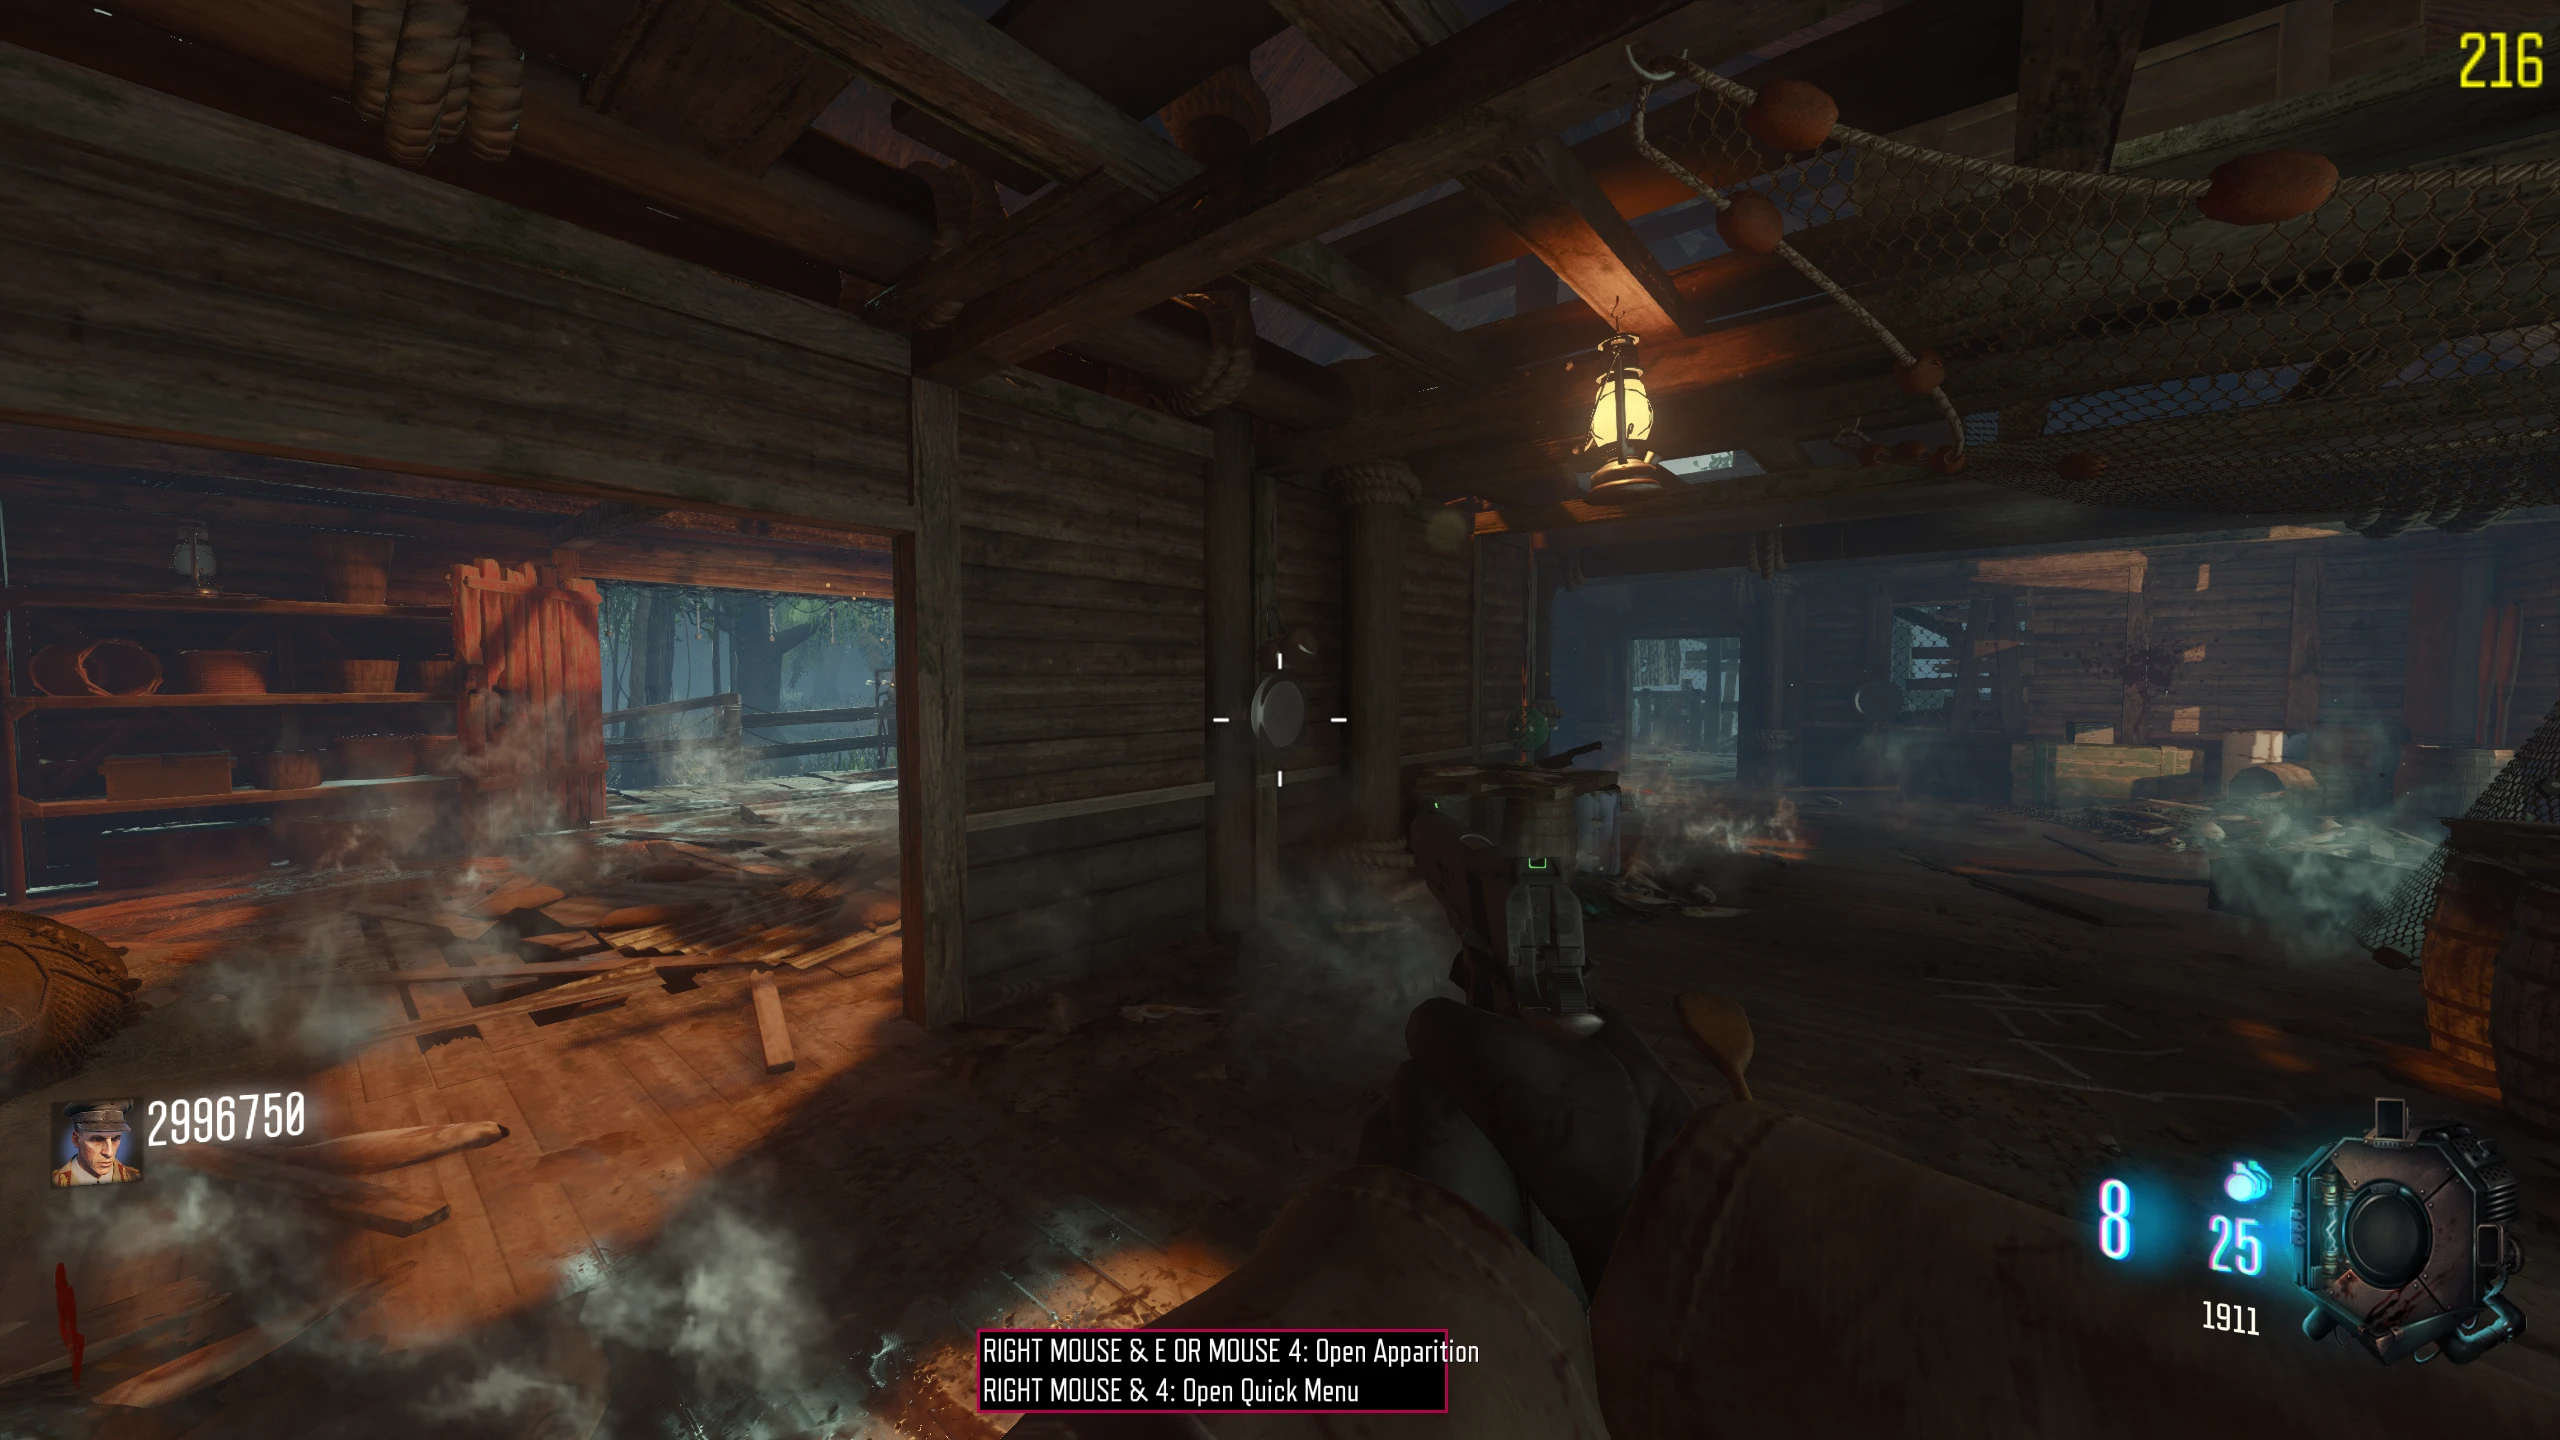 216
2996750
8
25
1911
RIGHT MOUSE & E OR MOUSE 4: Open Apparition
RIGHT MOUSE & 4: Open Quick Menu